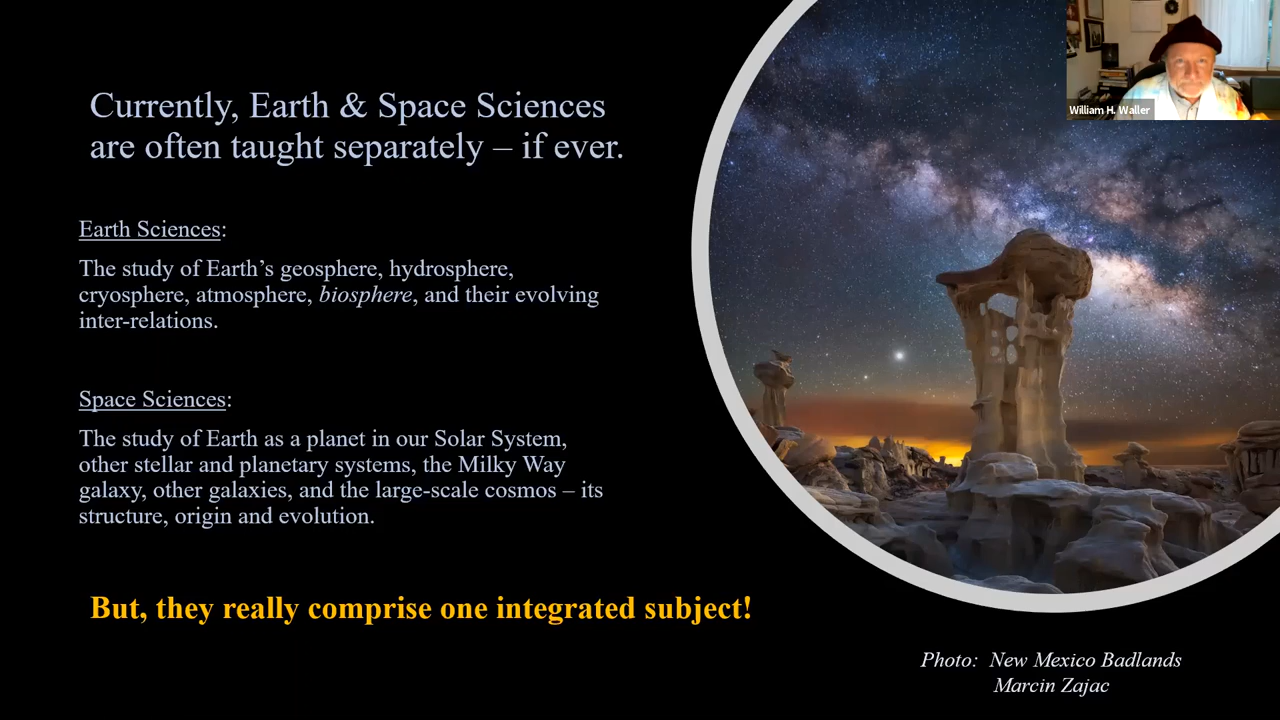 William H. Waller
Currently, Earth & Space Sciences
are often taught separately – if ever.
Earth Sciences:
The study of Earth’s geosphere, hydrosphere,
cryosphere, atmosphere, biosphere, and their evolving
inter-relations.
Space Sciences:
The study of Earth as a planet in our Solar System,
other stellar and planetary systems, the Milky Way
galaxy, other galaxies, and the large-scale cosmos – its
structure, origin and evolution.
But, they really comprise one integrated subject!
Photo:  New Mexico Badlands
Marcin Zajac